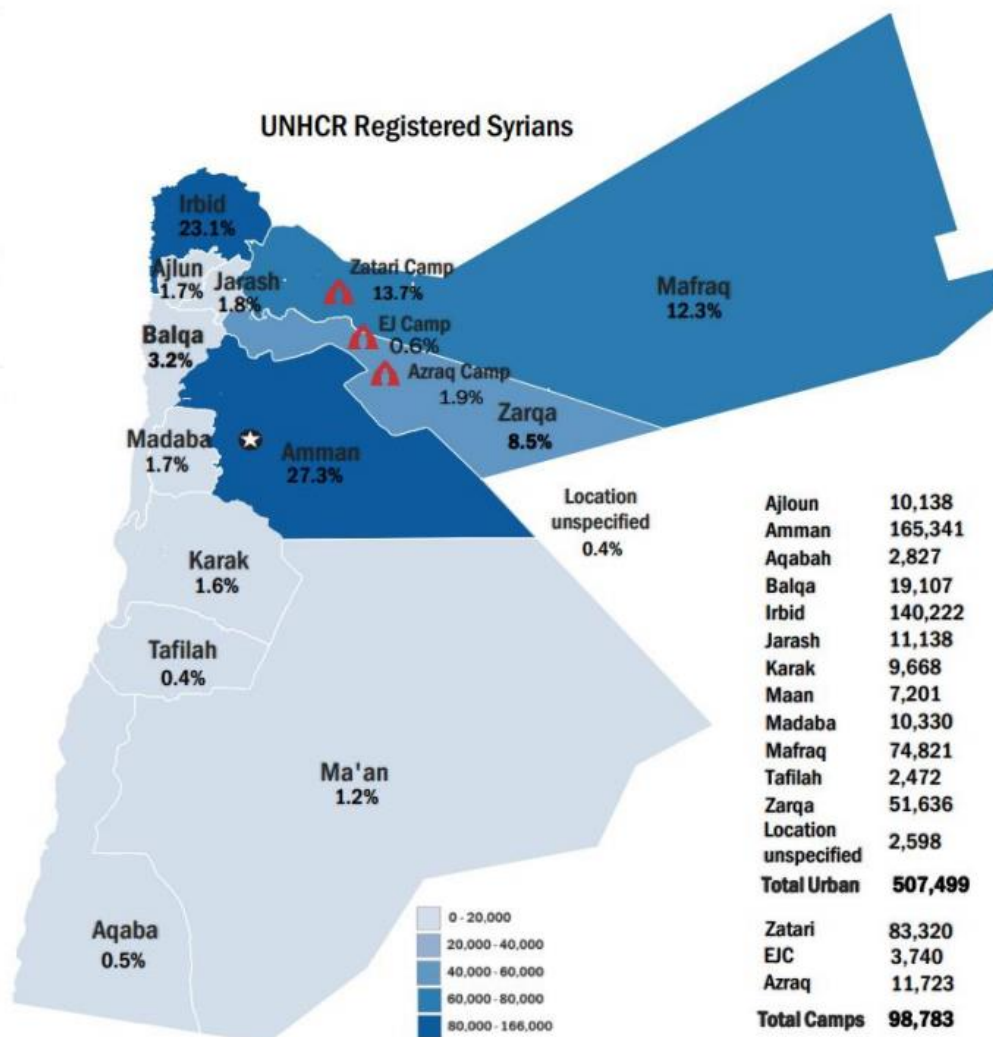 UNHCR Registered Syrians
Irbid
23.1%
Ajlun
1.7%
Jarash
1.8%
Zatari Camp
13.7%
Mafraq
12.3%
EJ Camp
0.6%
Balqa
3.2%
Azraq Camp
1.9%
Zarqa
8.5%
Madaba
1.7%
Amman
27.3%
Location
unspecified
0.4%
Karak
1.6%
Tafilah
0.4%
Ma'an
1.2%
Aqaba
0.5%
0 - 20,000
20,000 - 40,000
40,000 - 60,000
60,000 - 80,000
80,000 - 166,000
Ajloun 10,138
Amman 165,341
Aqabah 2,827
Balqa 19,107
Irbid 140,222
Jarash 11,138
Karak 9,668
Maan 7,201
Madaba 10,330
Mafraq 74,821
Tafilah 2,472
Zarqa 51,636
Location
unspecified 2,598
Total Urban 507,499
Zatari 83,320
EJC 3,740
Azraq 11,723
Total Camps 98,783